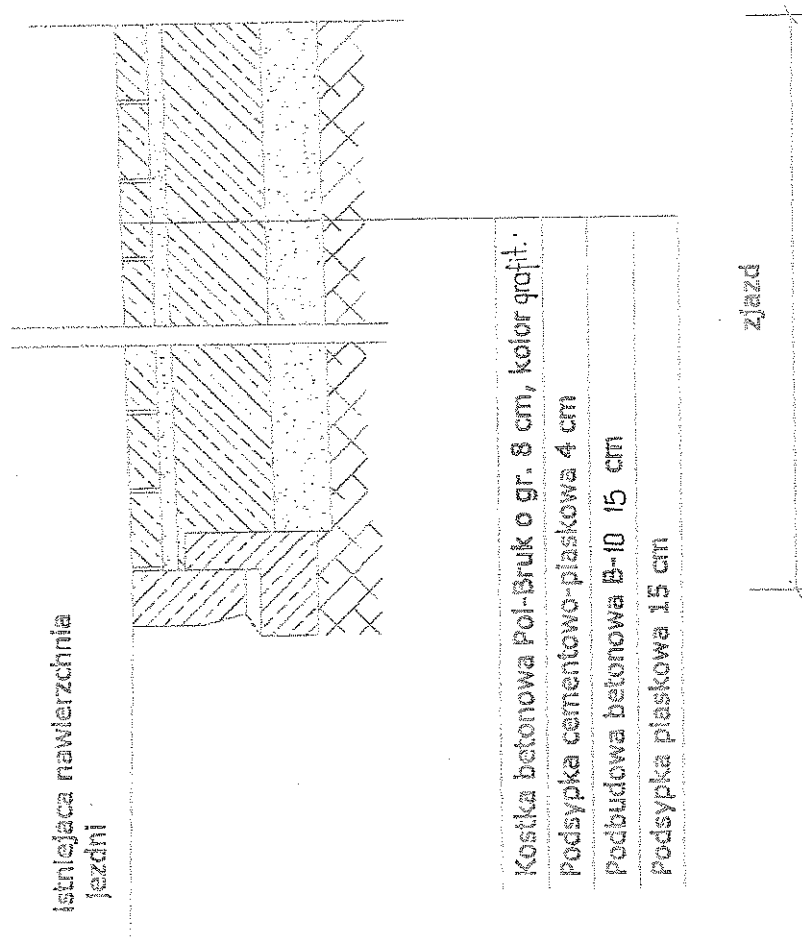 Istniejaca nawierzchnia
jezdni
Kostka betonowa Pol-Bruk o gr. 8 cm, kolor grafit.
Podsypka cementowo-piaskowa 4 cm
Podbudowa betonowa B-10 15 cm
Podsypka piaskowa 15 cm
zjazd